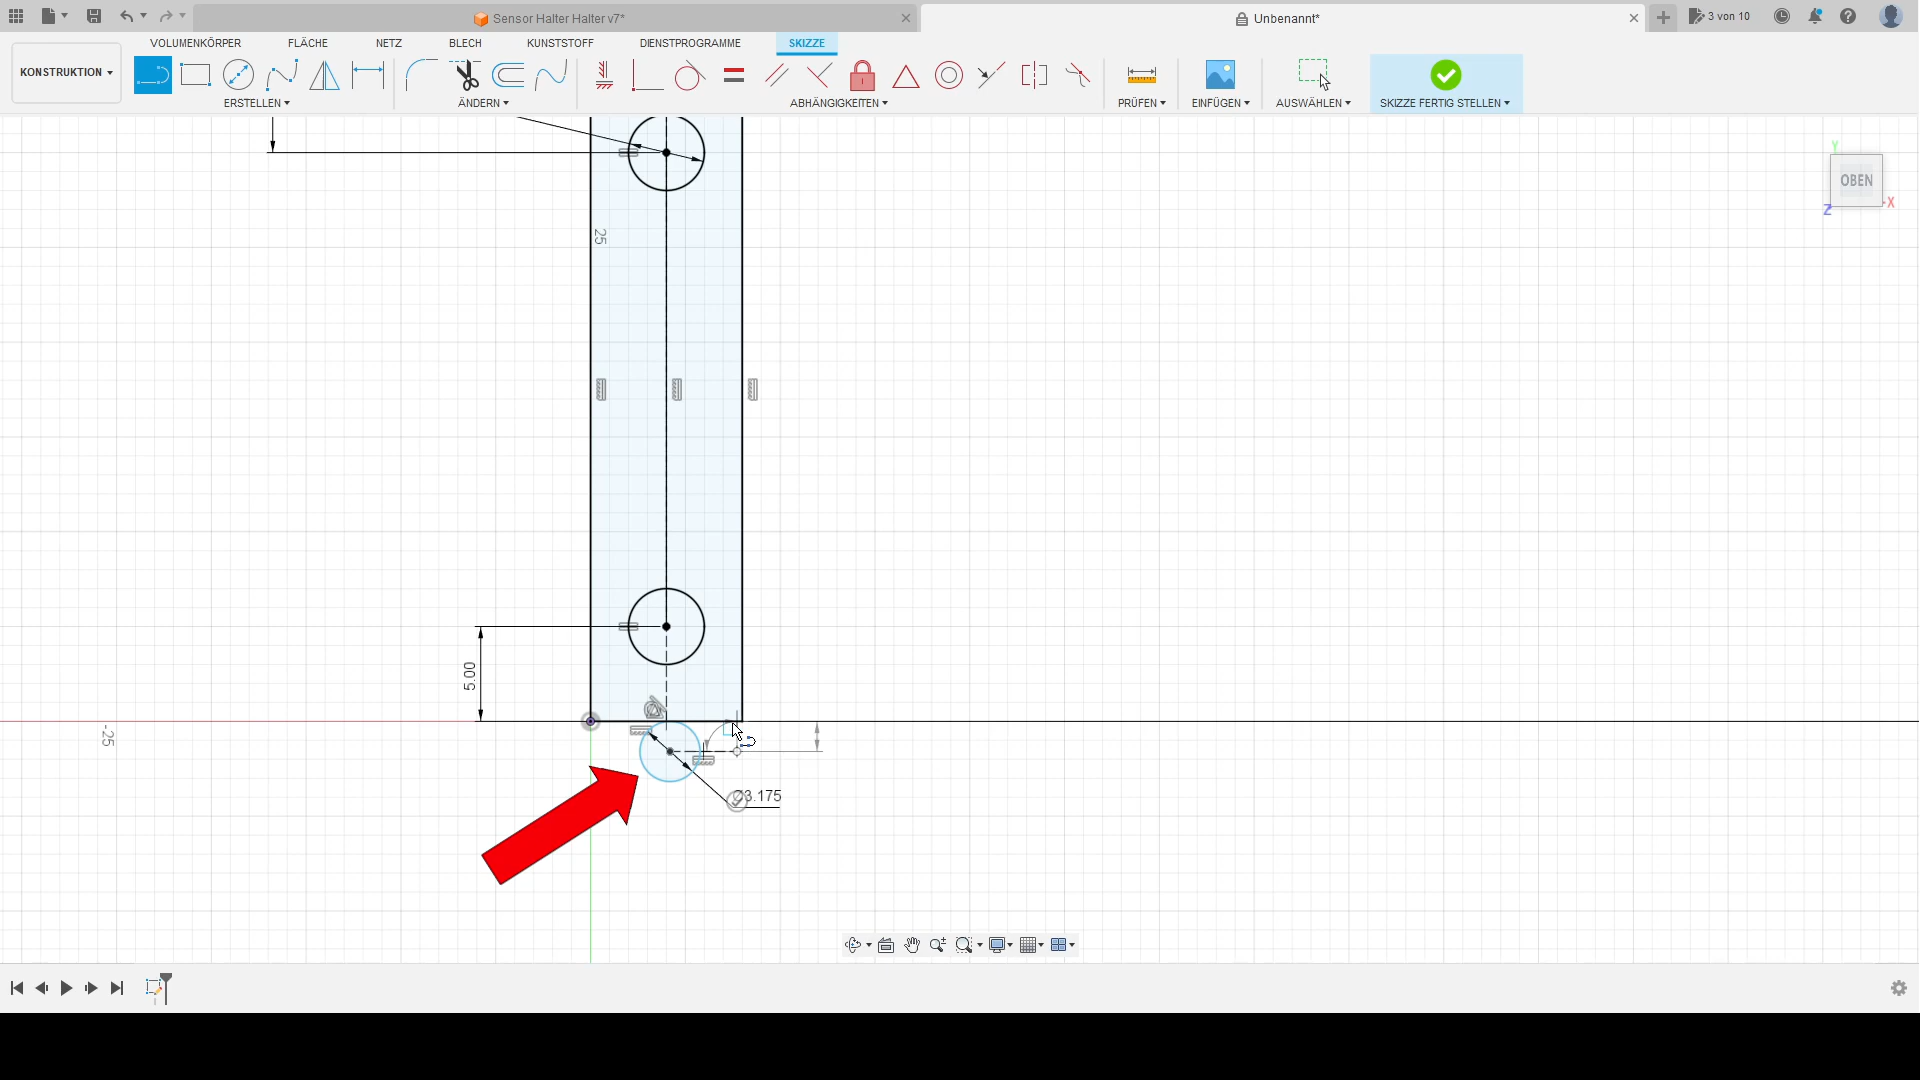 Sensor Halter Halter v7*
Unbenannt*
3 von 10
KONSTRUKTION
VOLUMENKÖRPER
FLÄCHE
NETZ
BLECH
KUNSTSTOFF
DIENSTPROGRAMME
SKIZZE
ERSTELLEN
ÄNDERN
ABHÄNGIGKEITEN
PRÜFEN
EINFÜGEN
AUSWÄHLEN
SKIZZE FERTIG STELLEN
Y
OBEN
X
Z
25
5.00
-25
Ø3.175